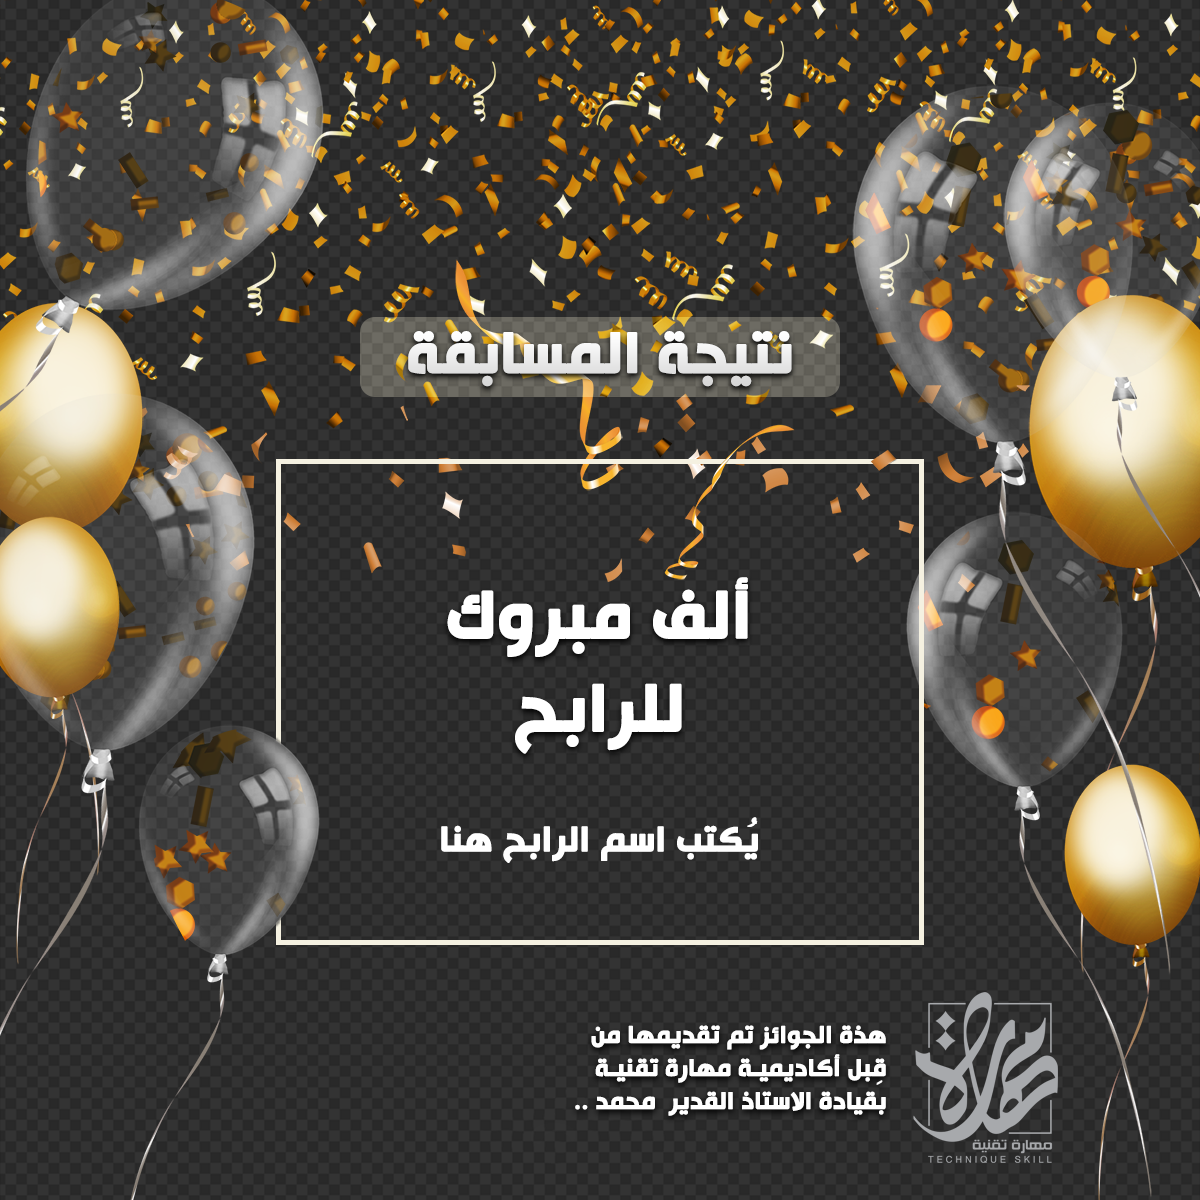 نتيجة المسابقة
ألف مبروك
للرابح
يُكتب اسم الرابح هنا
هذة الجوائز تم تقديمها من
قِبل أكاديميـة مهارة تقنيـة
بقيادة الاستاذ القدير محمد ..
مهارة
مهارة تقنية
TECHNIQUE SKILL